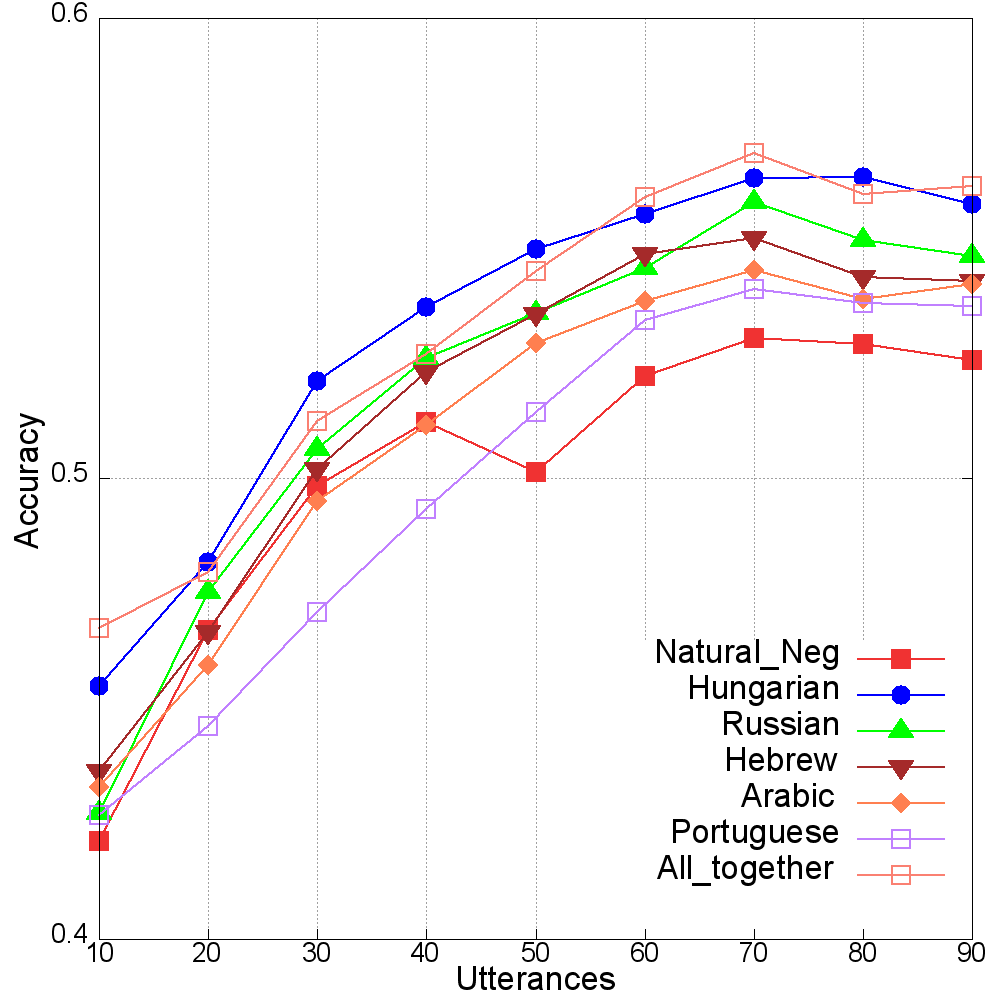 0.6
0.5
0.4
Accuracy
Natural_Neg
Hungarian
Russian
Hebrew
Arabic
Portuguese
All_together
10 20 30 40 50 60 70 80 90
Utterances